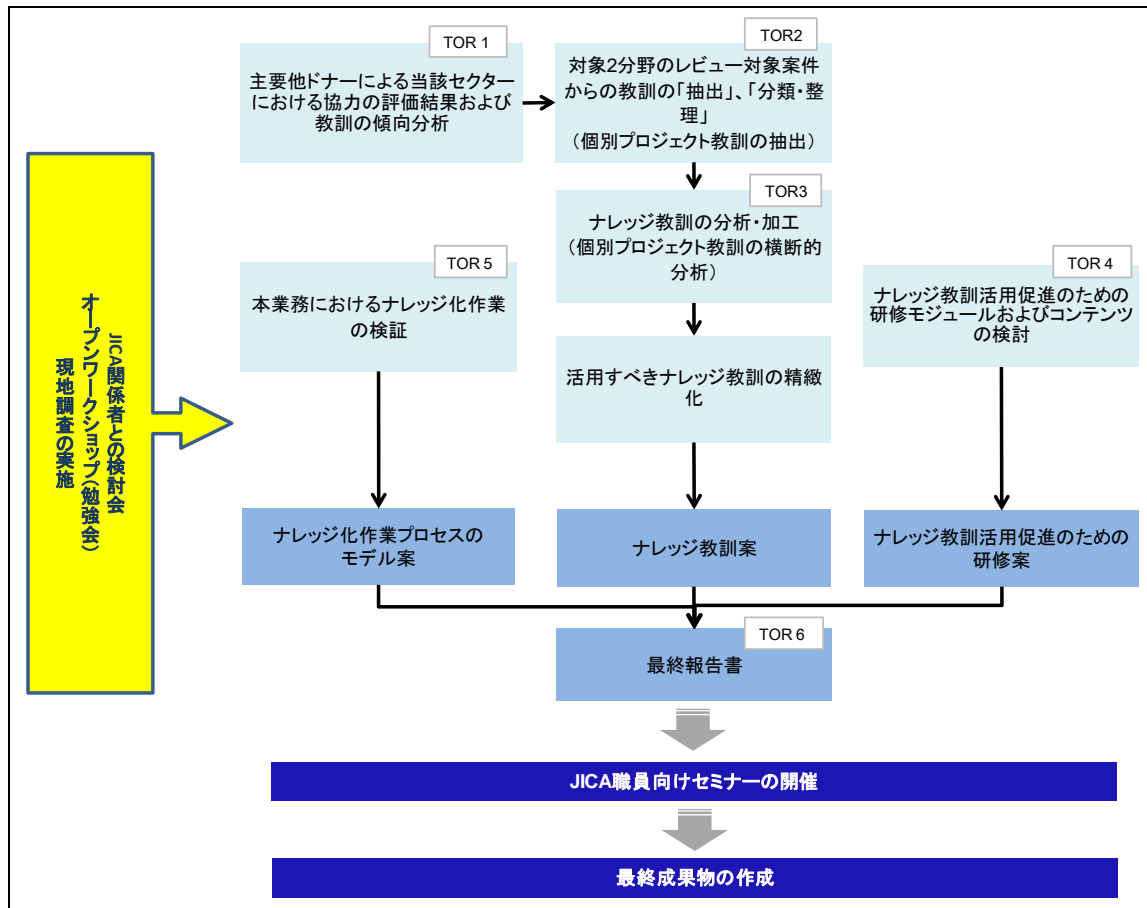 TOR 1
主要他ドナーによる当該セクター
における協力の評価結果および
教訓の傾向分析
TOR2
対象2分野のレビュー対象案件
からの教訓の「抽出」、「分類・整
理」
（個別プロジェクト教訓の抽出）
TOR3
ナレッジ教訓の分析・加工
（個別プロジェクト教訓の横断的
分析）
JICA関係者との検討会
オープンワークショップ（勉強会）
現地調査の実施
TOR 5
本業務におけるナレッジ化作業
の検証
TOR 4
ナレッジ教訓活用促進のための
研修モジュールおよびコンテンツ
の検討
活用すべきナレッジ教訓の精緻
化
ナレッジ化作業プロセスの
モデル案
ナレッジ教訓案
ナレッジ教訓活用促進のための
研修案
TOR 6
最終報告書
JICA職員向けセミナーの開催
最終成果物の作成